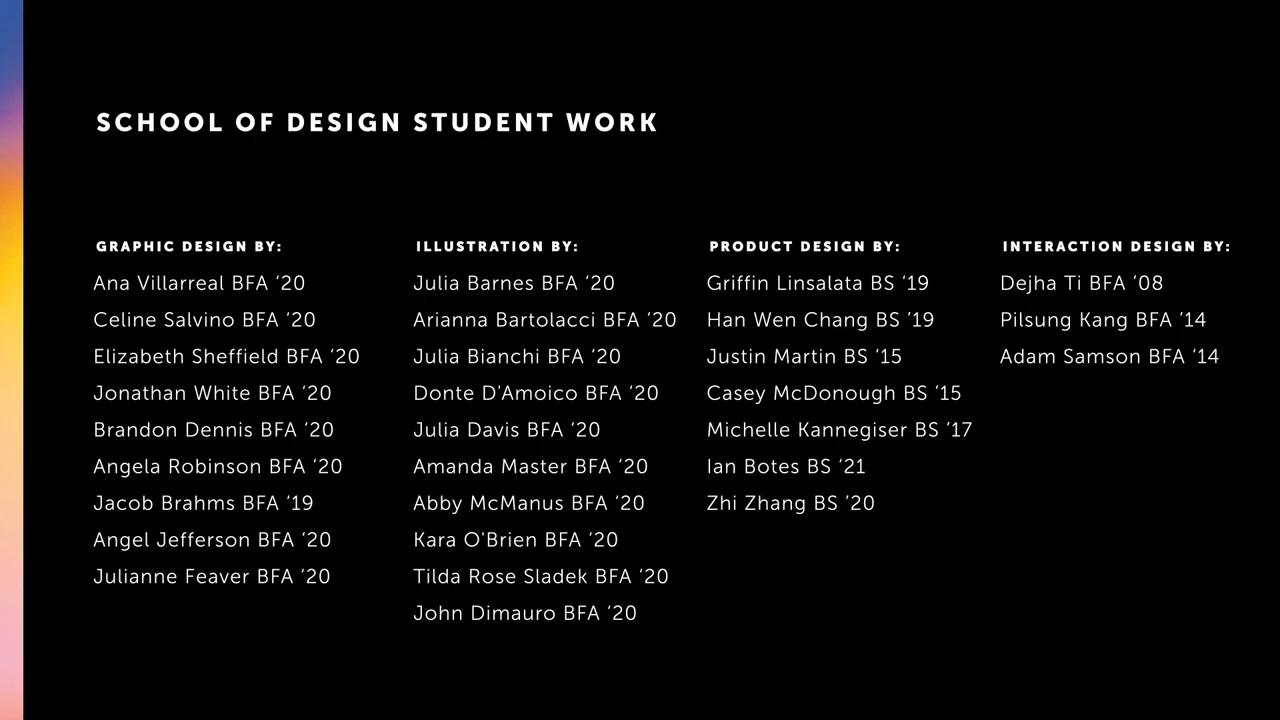 SCHOOL OF DESIGN STUDENT WORK
GRAPHIC DESIGN BY:
Ana Villarreal BFA ‘20
Celine Salvino BFA ‘20
Elizabeth Sheffield BFA ‘20
Jonathan White BFA ‘20
Brandon Dennis BFA ‘20
Angela Robinson BFA ‘20
Jacob Brahms BFA ‘19
Angel Jefferson BFA ‘20
Julianne Feaver BFA ‘20
ILLUSTRATION BY:
Julia Barnes BFA ‘20
Arianna Bartolacci BFA ‘20
Julia Bianchi BFA ‘20
Donte D'Amoico BFA ‘20
Julia Davis BFA ‘20
Amanda Master BFA ‘20
Abby McManus BFA ‘20
Kara O'Brien BFA ‘20
Tilda Rose Sladek BFA ‘20
John Dimauro BFA ‘20
PRODUCT DESIGN BY:
Griffin Linsalata BS ‘19
Han Wen Chang BS ‘19
Justin Martin BS ‘15
Casey McDonough BS ‘15
Michelle Kannegiser BS ‘17
Ian Botes BS ‘21
Zhi Zhang BS ‘20
INTERACTION DESIGN BY:
Dejha Ti BFA ‘08
Pilsung Kang BFA ‘14
Adam Samson BFA ‘14